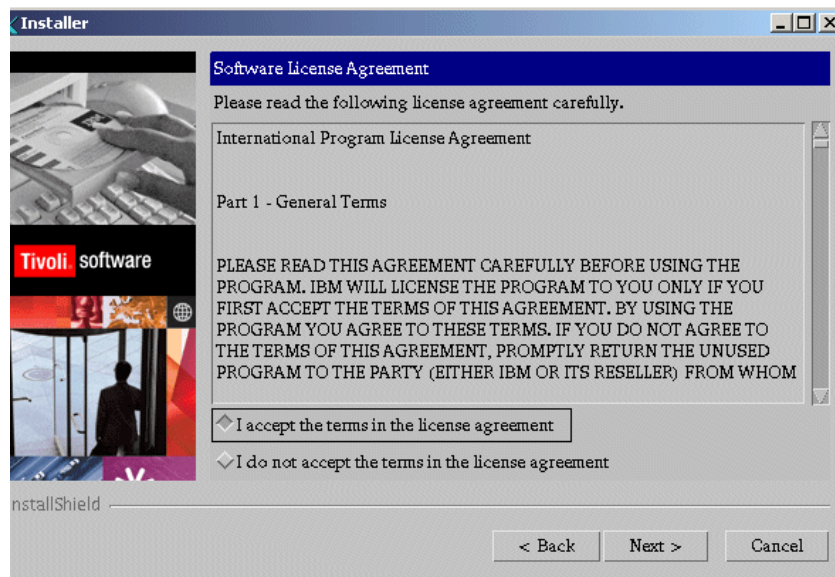 Installer
Software License Agreement
Please read the following license agreement carefully.
International Program License Agreement
Part 1 - General Terms
PLEASE READ THIS AGREEMENT CAREFULLY BEFORE USING THE
PROGRAM. IBM WILL LICENSE THE PROGRAM TO YOU ONLY IF YOU
FIRST ACCEPT THE TERMS OF THIS AGREEMENT. BY USING THE
PROGRAM YOU AGREE TO THESE TERMS. IF YOU DO NOT AGREE TO
THE TERMS OF THIS AGREEMENT, PROMPTLY RETURN THE UNUSED
PROGRAM TO THE PARTY (EITHER IBM OR ITS RESELLER) FROM WHOM
Tivoli. software
I accept the terms in the license agreement
I do not accept the terms in the license agreement
nstallShield
< Back
Next >
Cancel